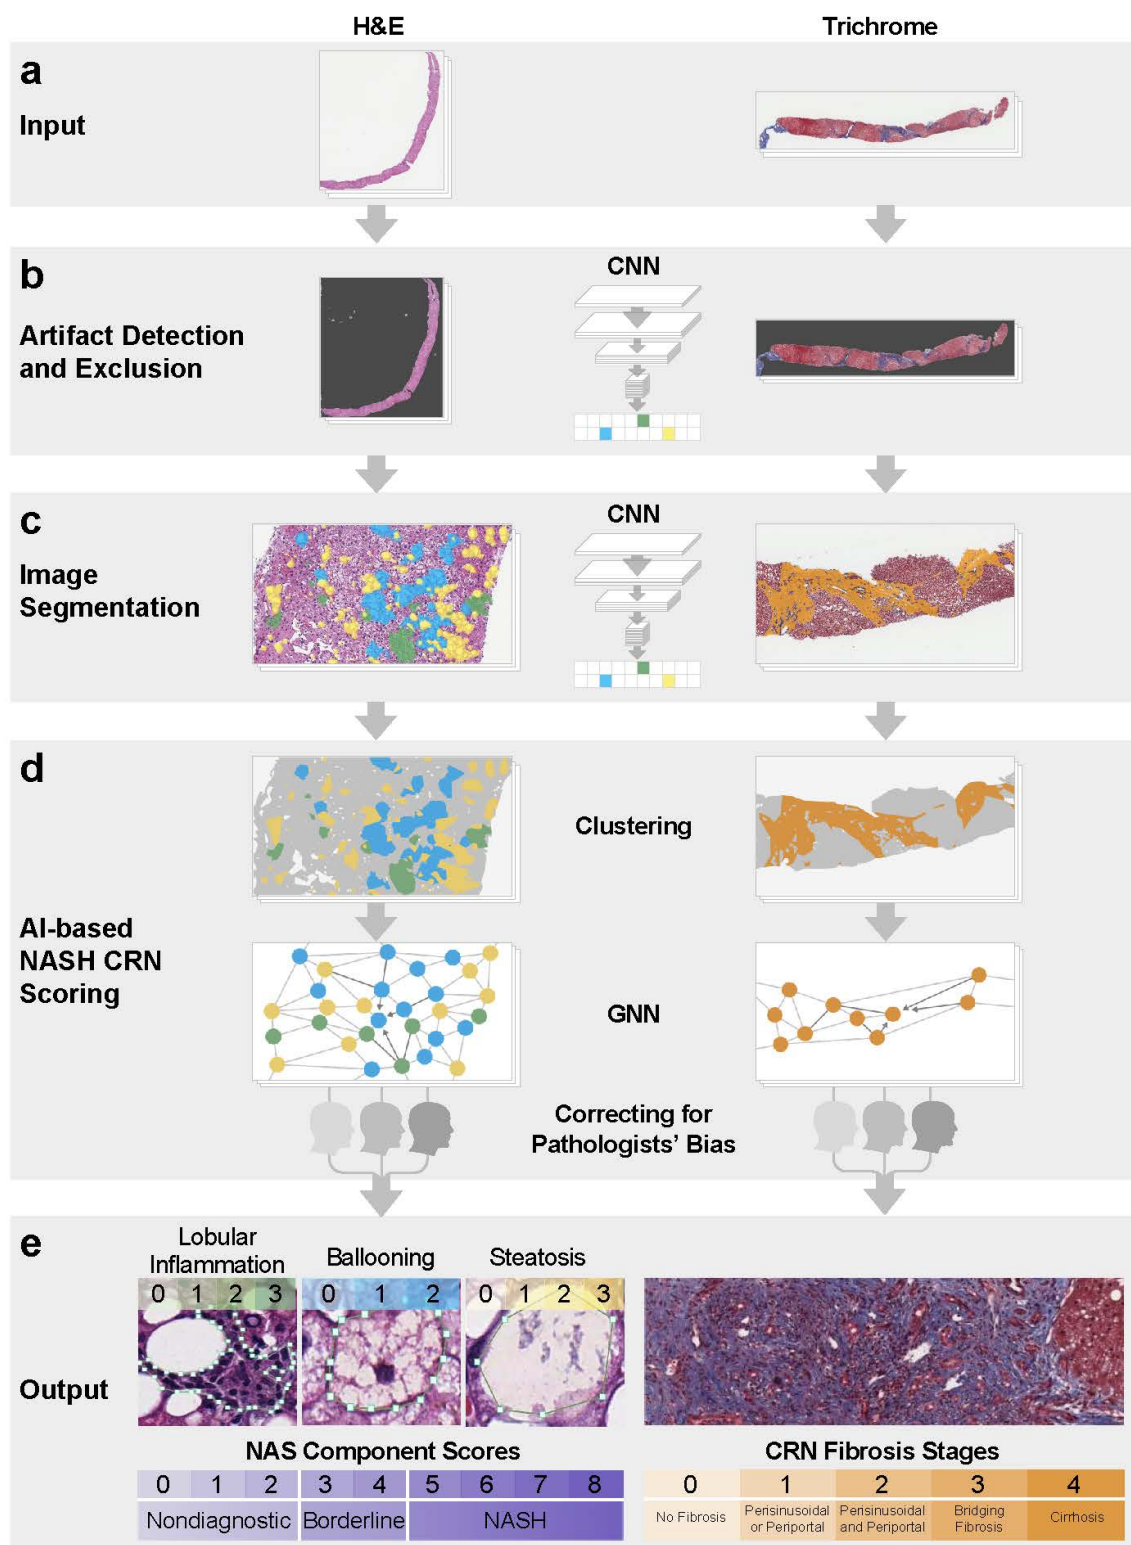 H&E
Trichrome
a
Input
b
CNN
Artifact Detection
and Exclusion
c
CNN
Image
Segmentation
d
Clustering
AI-based
NASH CRN
Scoring
GNN
Correcting for
Pathologists' Bias
e
Lobular
Inflammation
Ballooning
Steatosis
0 1 2 3
0 1 2
0 1 2 3
Output
NAS Component Scores
0 1 2 3 4 5 6 7 8
Nondiagnostic Borderline NASH
CRN Fibrosis Stages
0 1 2 3 4
No Fibrosis
Perisinusoidal
or Periportal
Perisinusoidal
and Periportal
Bridging
Fibrosis
Cirrhosis